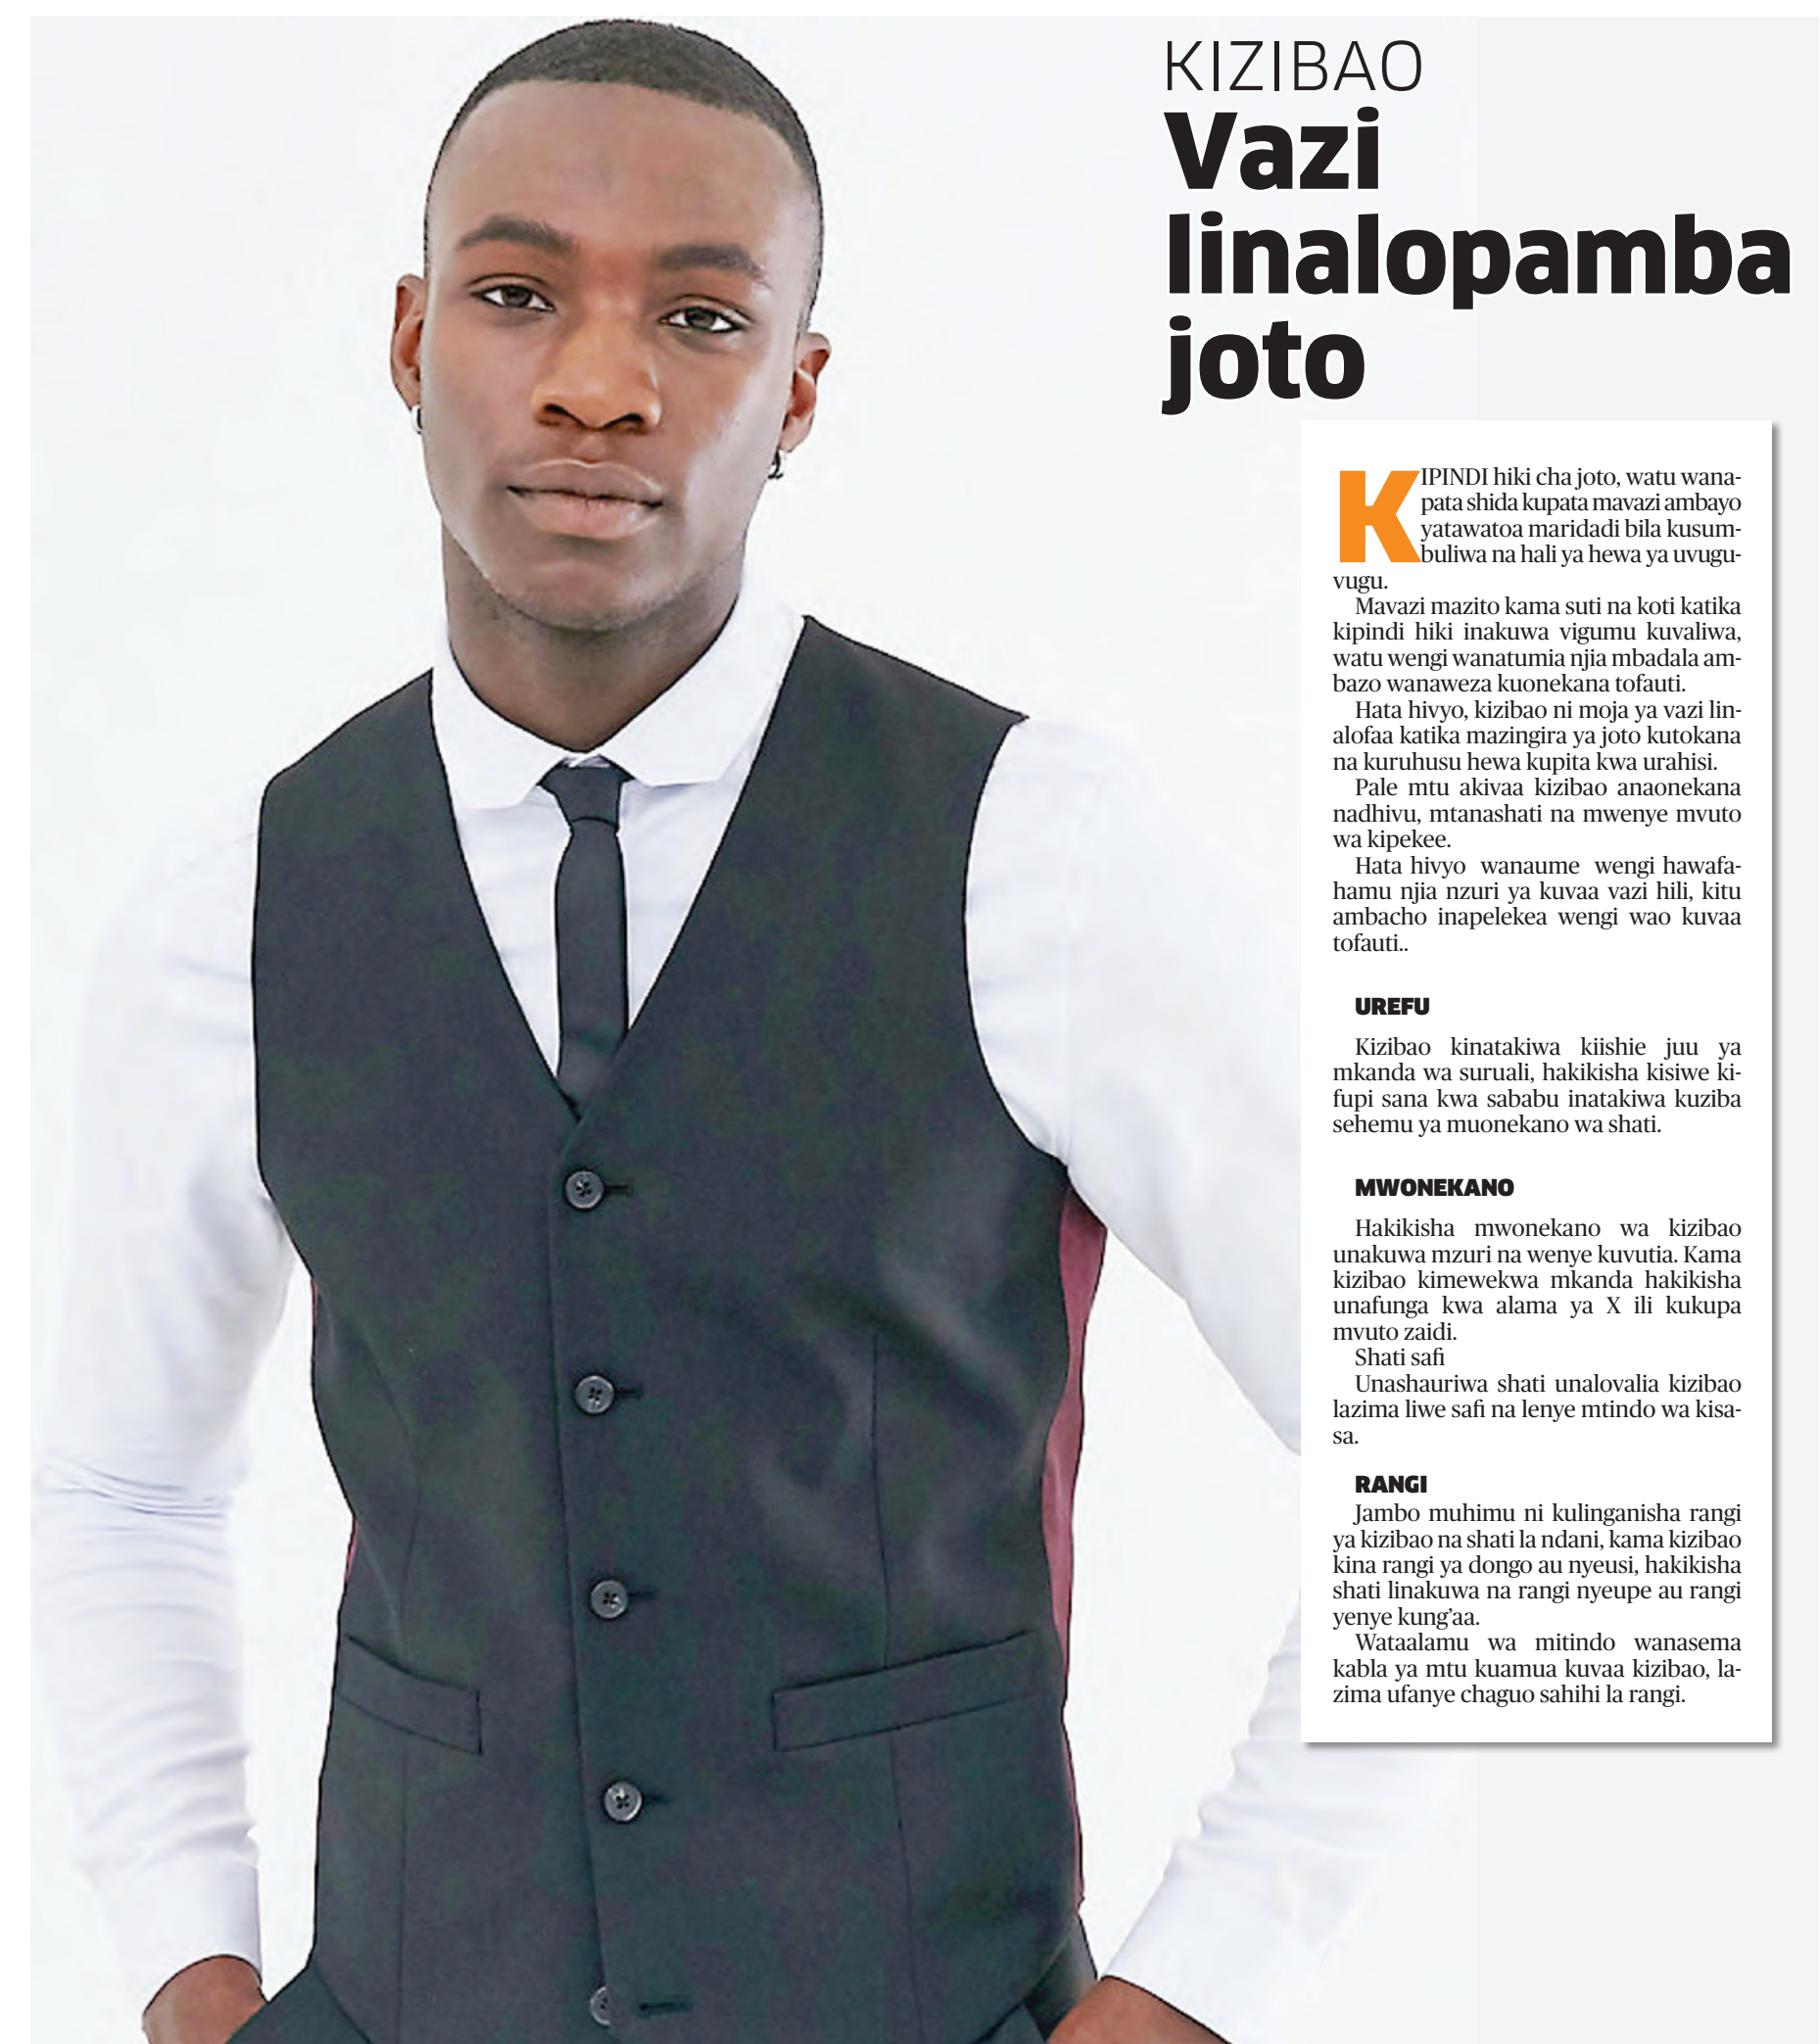 KIZIBAO
Vazi
linalopamba
joto
KIPINDI hiki cha joto, watu wana-
pata shida kupata mavazi ambayo
yatawatoa maridadi bila kusum-
buliwa na hali ya hewa ya uvugu-
vugu.
Mavazi mazito kama suti na koti katika
kipindi hiki inakuwa vigumu kuvaliwa,
watu wengi wanatumia njia mbadala am-
bazo wanaweza kuonekana tofauti.
Hata hivyo, kizibao ni moja ya vazi lin-
alofaa katika mazingira ya joto kutokana
na kuruhusu hewa kupita kwa urahisi.
Pale mtu akivaa kizibao anaonekana
nadhivu, mtanashati na mwenye mvuto
wa kipekee.
Hata hivyo wanaume wengi hawafa-
hamu njia nzuri ya kuvaa vazi hili, kitu
ambacho inapelekea wengi wao kuvaa
tofauti..
UREFU
Kizibao kinatakiwa kiishie juu ya
mkanda wa suruali, hakikisha kisiwe ki-
fupi sana kwa sababu inatakiwa kuziba
sehemu ya muonekano wa shati.
MWONEKANO
Hakikisha mwonekano wa kizibao
unakuwa mzuri na wenye kuvutia. Kama
kizibao kimewekwa mkanda hakikisha
unafunga kwa alama ya X ili kukupa
mvuto zaidi.
Shati safi
Unashauriwa shati unalovalia kizibao
lazima liwe safi na lenye mtindo wa kisa-
sa.
RANGI
Jambo muhimu ni kulinganisha rangi
ya kizibao na shati la ndani, kama kizibao
kina rangi ya dongo au nyeusi, hakikisha
shati linakuwa na rangi nyeupe au rangi
yenye kung'aa.
Wataalamu wa mitindo wanasema
kabla ya mtu kuamua kuvaa kizibao, la-
zima ufanye chaguo sahihi la rangi.